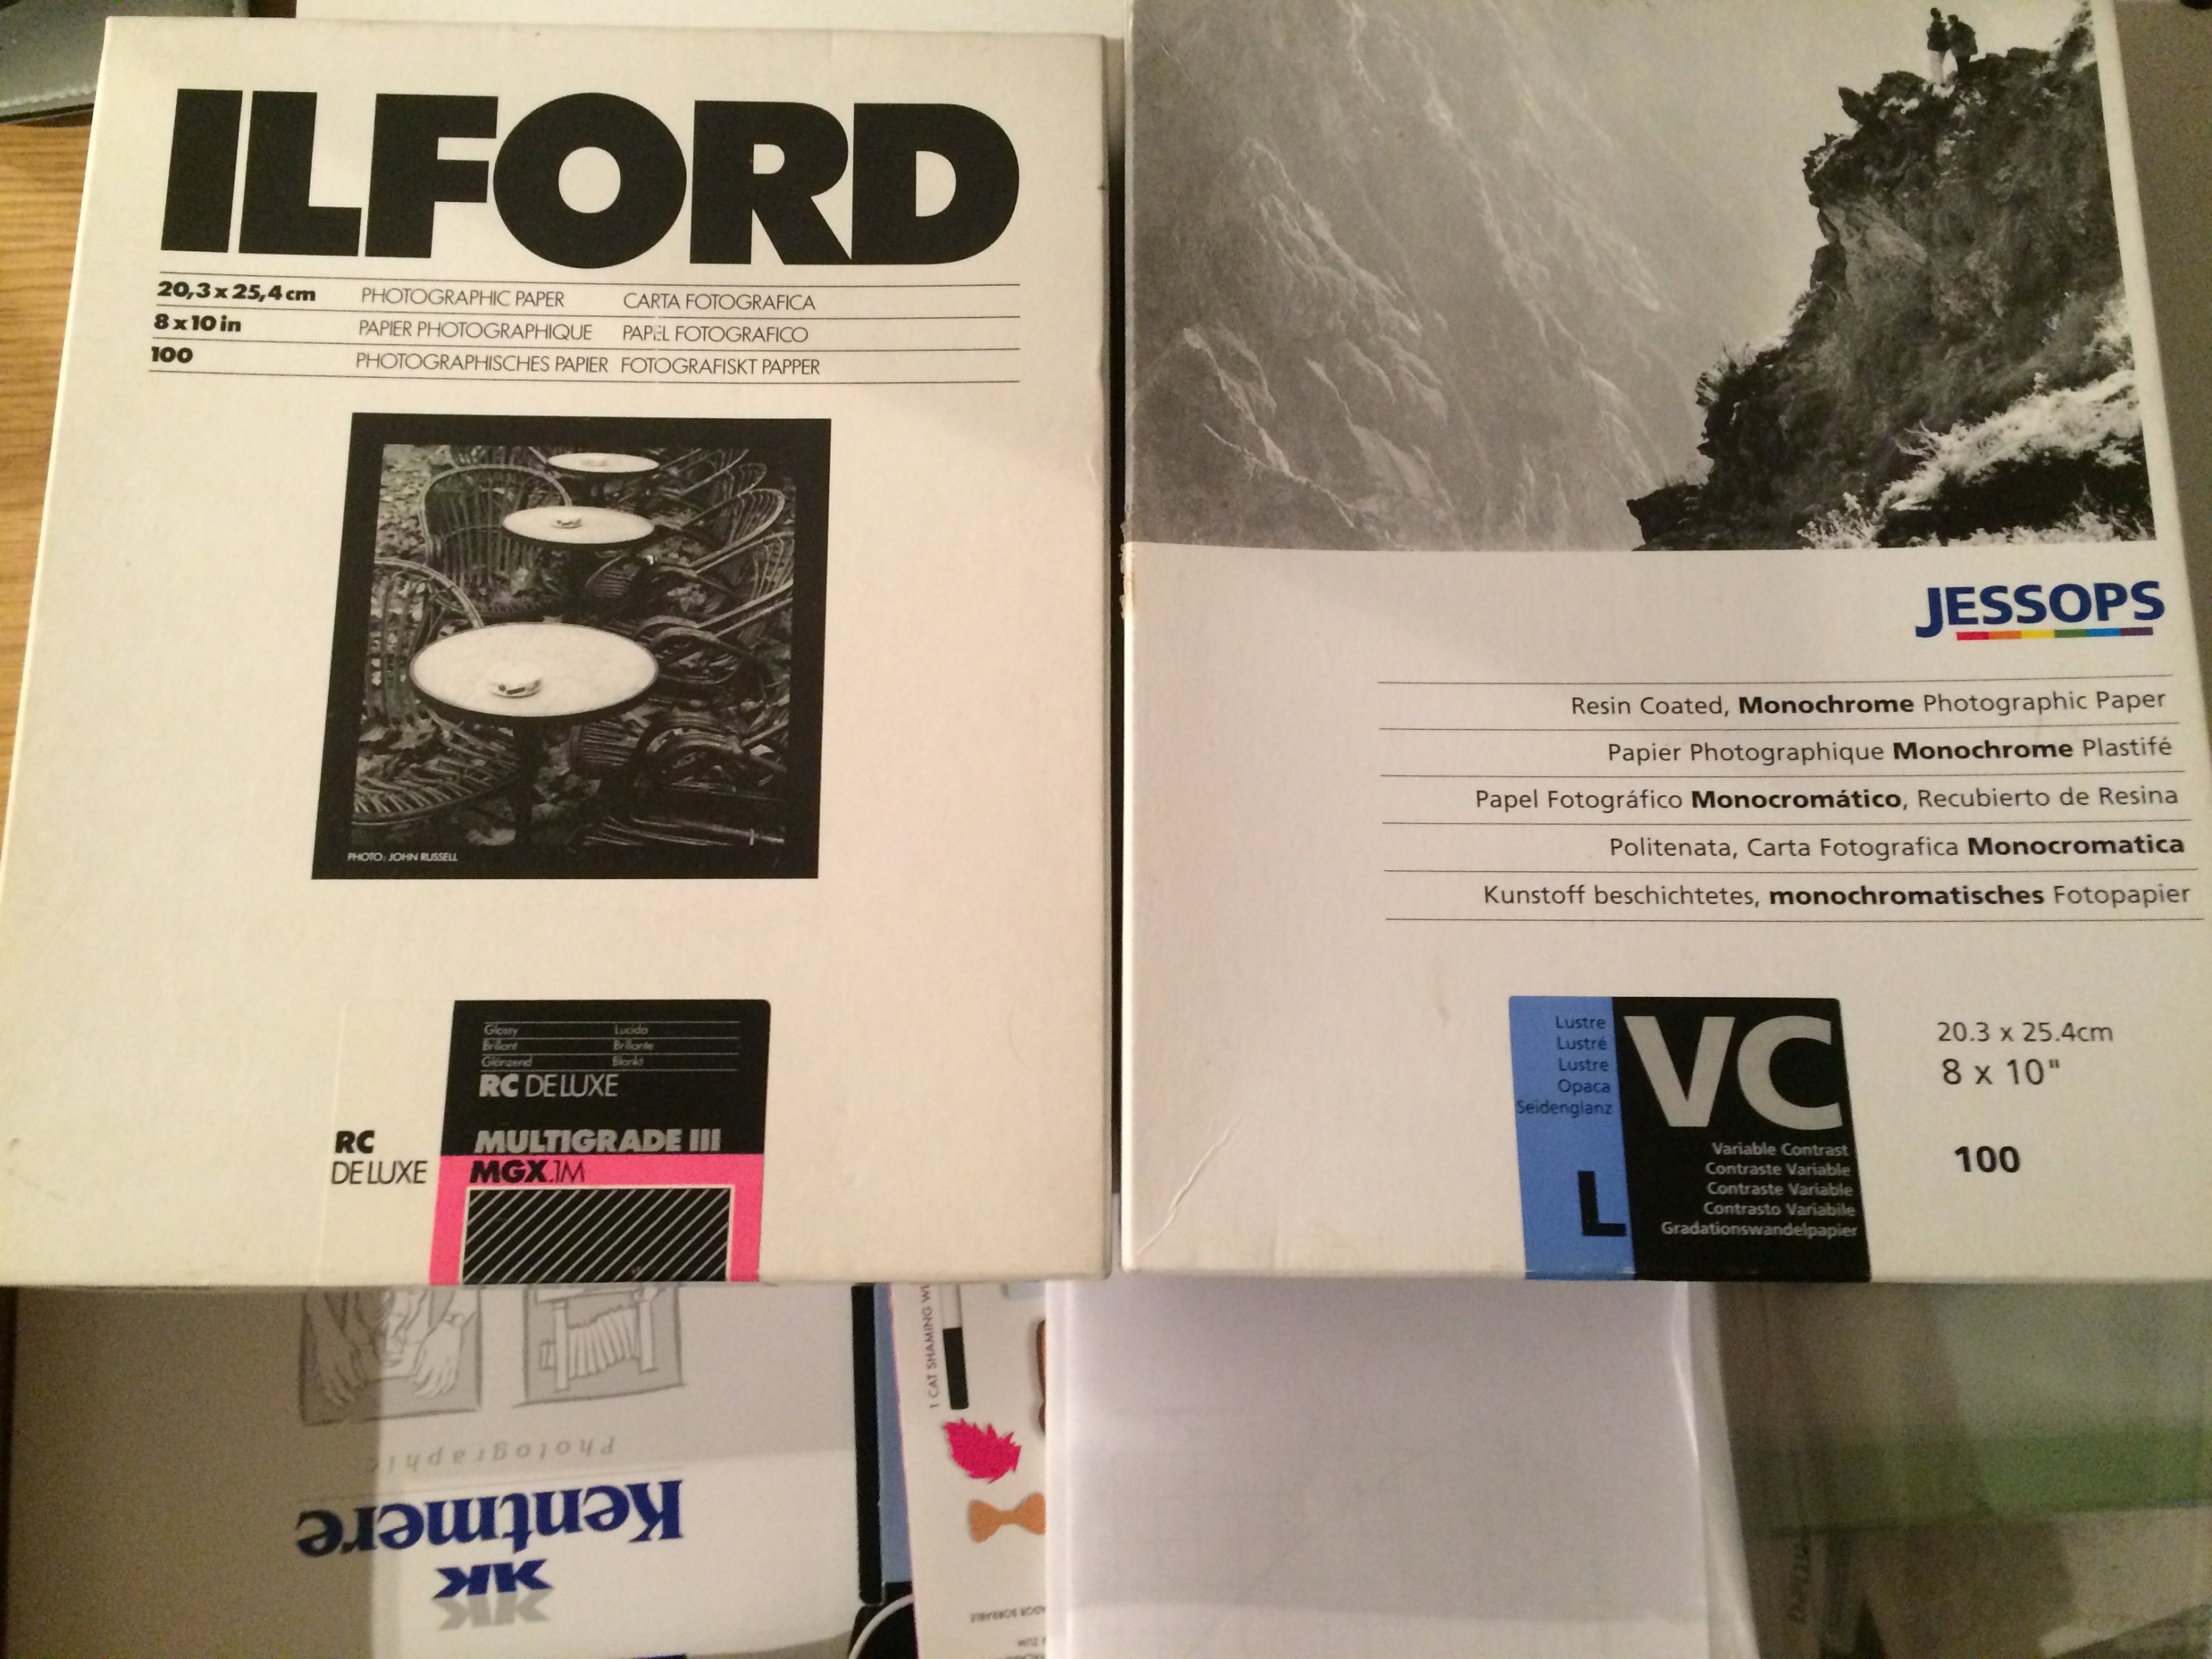 ILFORD
20,3 x 25,4 cm PHOTOGRAPHIC PAPER CARTA FOTOGRAFICA
8 x 10 in PAPIER PHOTOGRAPHIQUE PAPEL FOTOGRAFICO
100 PHOTOGRAPHISCHES PAPIER FOTOGRAFISKT PAPPER
PHOTO: JOHN RUSSELL
Glossy Lucida
Brillant Brillante
Glänzend Blankt
RC DE LUXE
MULTIGRADE III
MGX.1M
RC
DE LUXE
JESSOPS
Resin Coated, Monochrome Photographic Paper
Papier Photographique Monochrome Plastifé
Papel Fotográfico Monocromático, Recubierto de Resina
Politenata, Carta Fotografica Monocromatica
Kunstoff beschichtetes, monochromatisches Fotopapier
Lustre
Lustré
Lustre
Opaca
Seidenglanz
L
VC
Variable Contrast
Contraste Variable
Contraste Variable
Contrasto Variabile
Gradationswandelpapier
20.3 x 25.4cm
8 x 10"
100
Photographic
Kentmere
1 CAT SHAMING